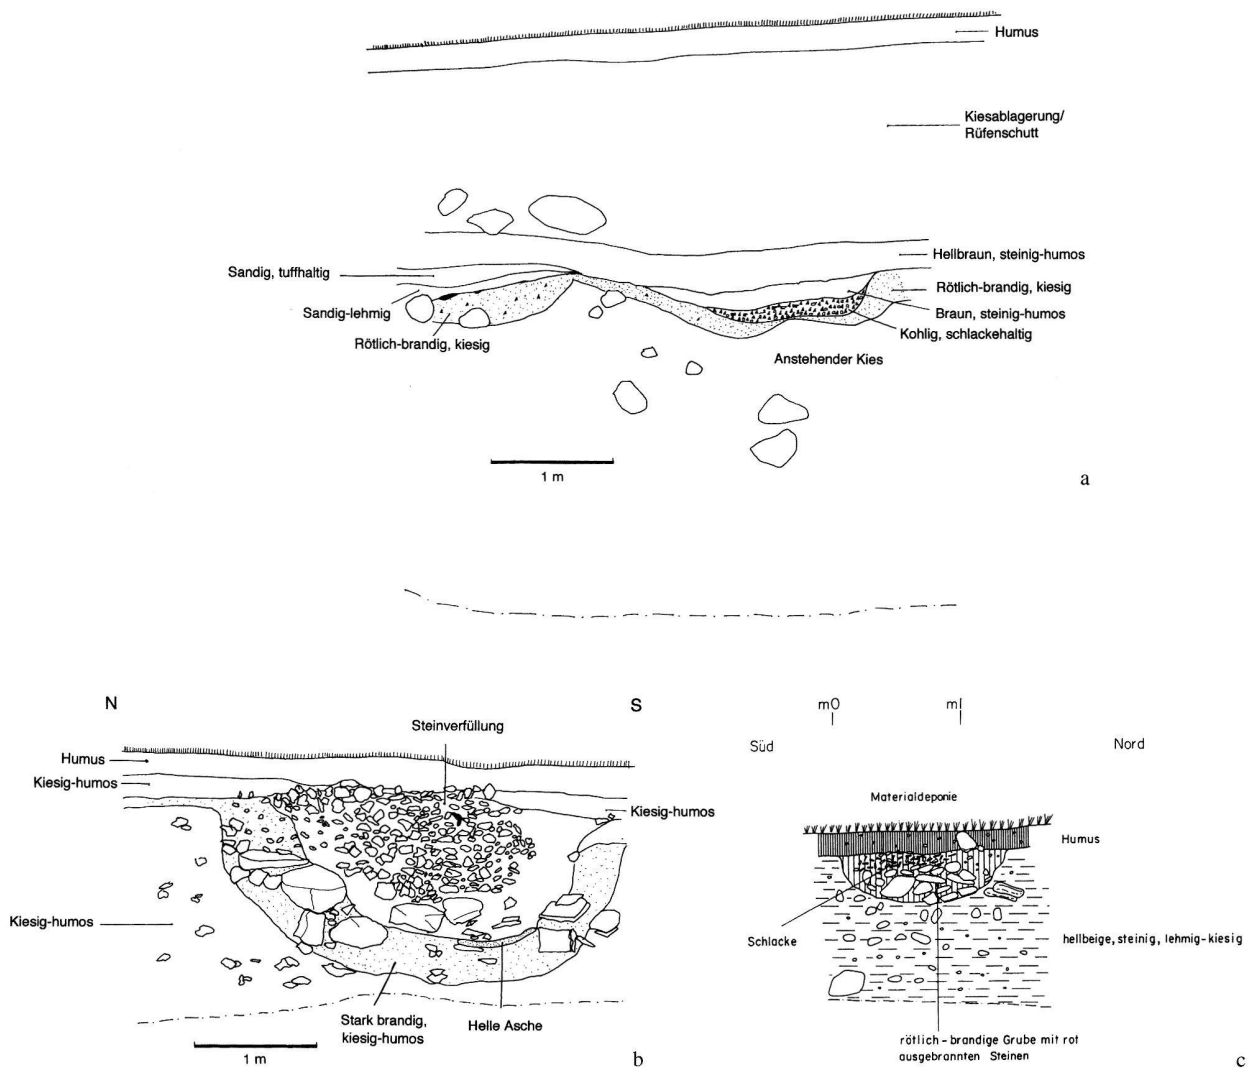 Humus
Kiesablagerung/
Rüfenschutt
Hellbraun, steinig-humos
Sandig, tuffhaltig
Rötlich-brandig, kiesig
Sandig-lehmig
Braun, steinig-humos
Kohlig, schlackehaltig
Rötlich-brandig, kiesig
Anstehender Kies
1 m
a
N
S
Steinverfüllung
Humus
Kiesig-humos
Kiesig-humos
Kiesig-humos
Stark brandig,
kiesig-humos
Helle Asche
1 m
b
m0
m1
Süd
Nord
Materialdeponie
Humus
Schlacke
hellbeige, steinig, lehmig-kiesig
rötlich-brandige Grube mit rot
ausgebrannten Steinen
c